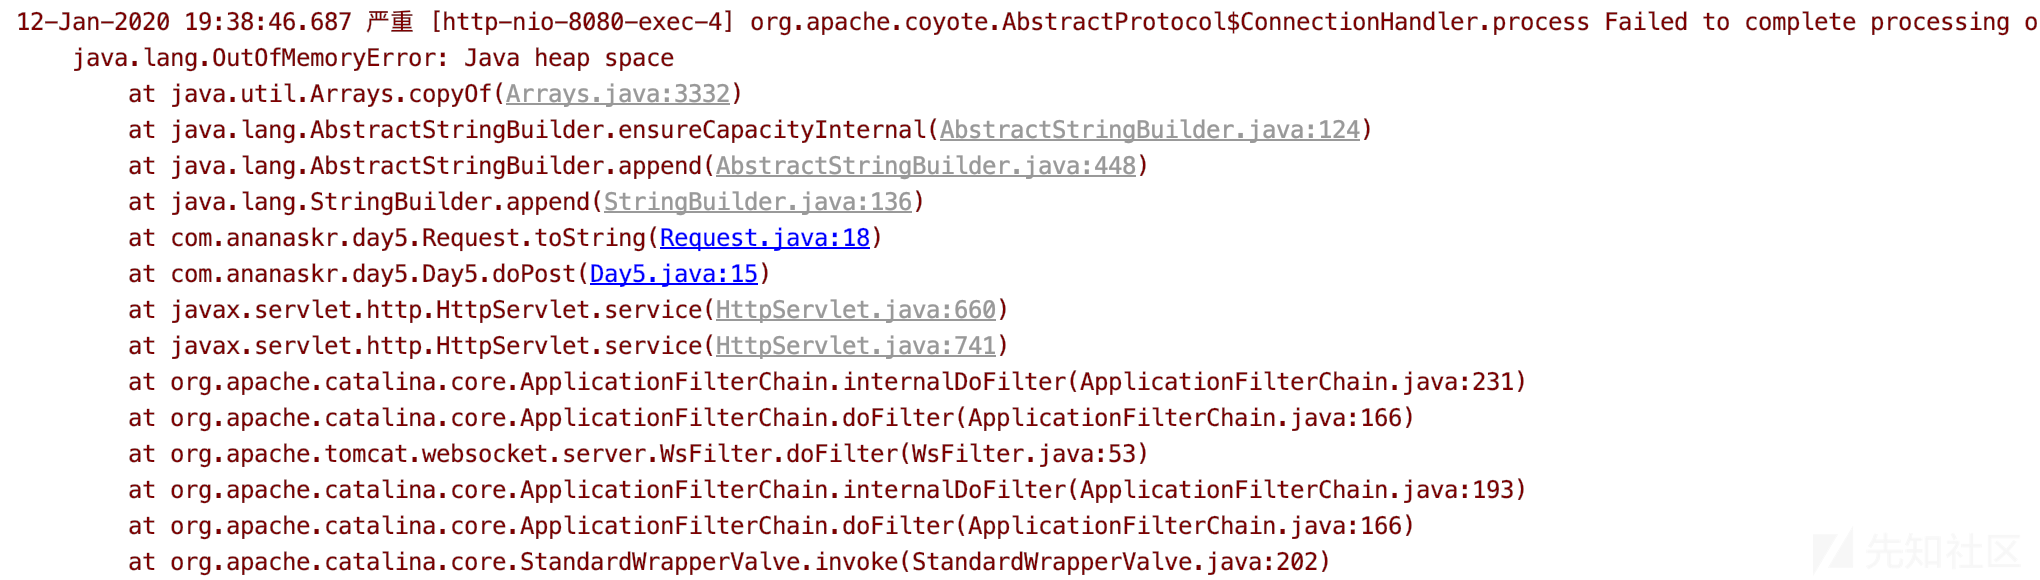 12-Jan-2020 19:38:46.687 严重 [http-nio-8080-exec-4] org.apache.coyote.AbstractProtocol$ConnectionHandler.process Failed to complete processing o
java.lang.OutOfMemoryError: Java heap space
at java.util.Arrays.copyOf(Arrays.java:3332)
at java.lang.AbstractStringBuilder.ensureCapacityInternal(AbstractStringBuilder.java:124)
at java.lang.AbstractStringBuilder.append(AbstractStringBuilder.java:448)
at java.lang.StringBuilder.append(StringBuilder.java:136)
at com.ananaskr.day5.Request.toString(Request.java:18)
at com.ananaskr.day5.Day5.doPost(Day5.java:15)
at javax.servlet.http.HttpServlet.service(HttpServlet.java:660)
at javax.servlet.http.HttpServlet.service(HttpServlet.java:741)
at org.apache.catalina.core.ApplicationFilterChain.internalDoFilter(ApplicationFilterChain.java:231)
at org.apache.catalina.core.ApplicationFilterChain.doFilter(ApplicationFilterChain.java:166)
at org.apache.tomcat.websocket.server.WsFilter.doFilter(WsFilter.java:53)
at org.apache.catalina.core.ApplicationFilterChain.internalDoFilter(ApplicationFilterChain.java:193)
at org.apache.catalina.core.ApplicationFilterChain.doFilter(ApplicationFilterChain.java:166)
at org.apache.catalina.core.StandardWrapperValve.invoke(StandardWrapperValve.java:202)
先知社区